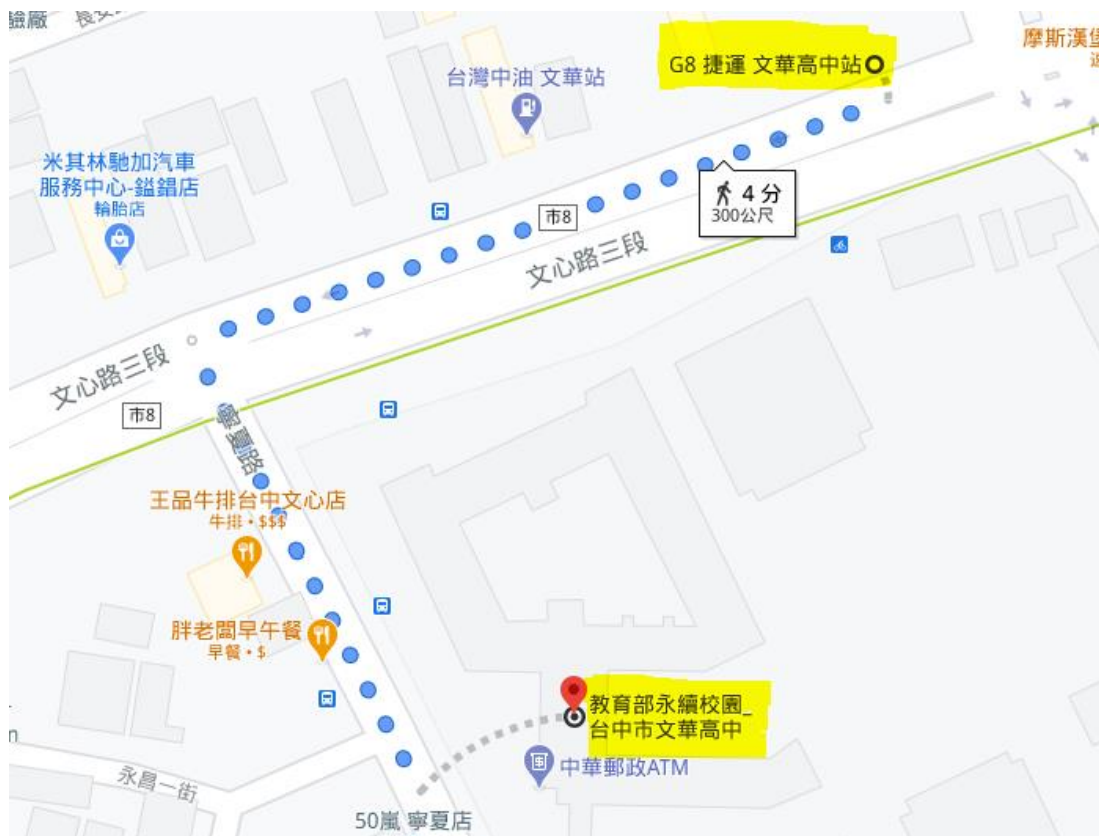 驗廠
長安
台灣中油 文華站
G8 捷運 文華高中站
摩斯漢堡
米其林馳加汽車
服務中心-鎰錩店
輪胎店
4 分
300公尺
市8
文心路三段
文心路三段
市8
寧夏路
王品牛排台中文心店
牛排・$$$
胖老闆早午餐
早餐・$
教育部永續校園_
台中市文華高中
中華郵政ATM
永昌一街
50嵐 寧夏店